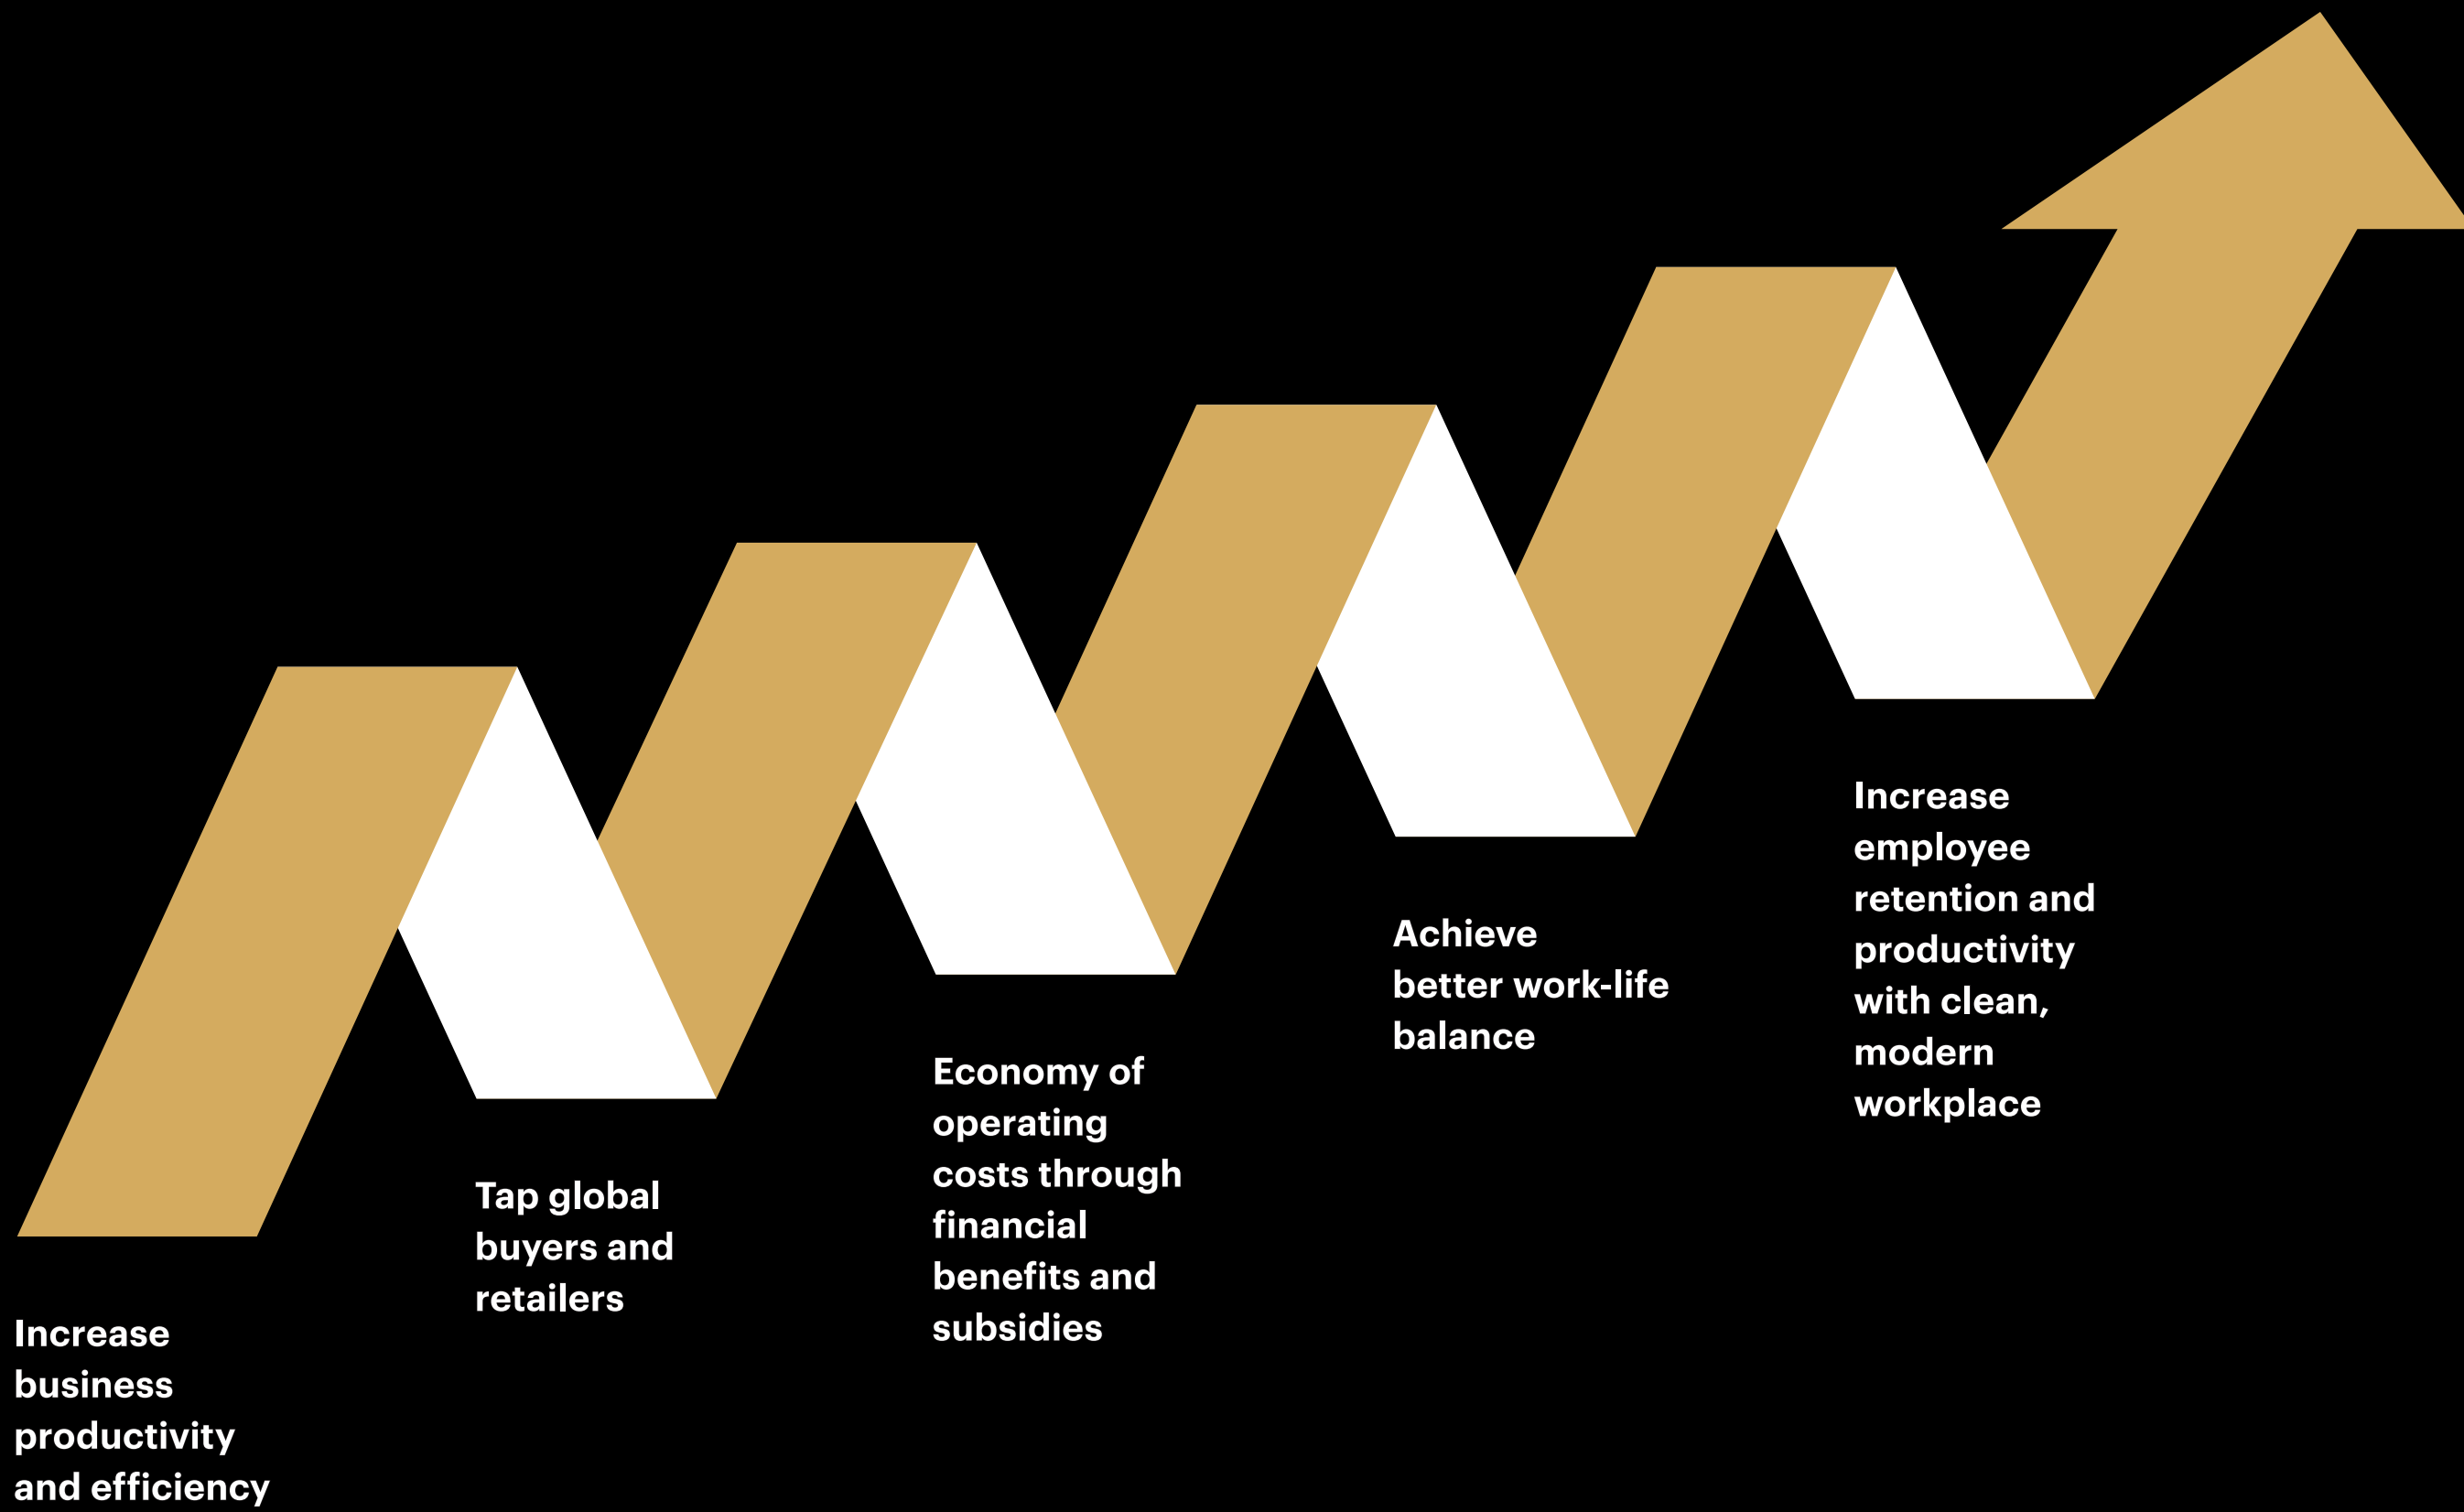 Increase
business
productivity
and efficiency
Tap global
buyers and
retailers
Economy of
operating
costs through
financial
benefits and
subsidies
Achieve
better work-life
balance
Increase
employee
retention and
productivity
with clean,
modern
workplace